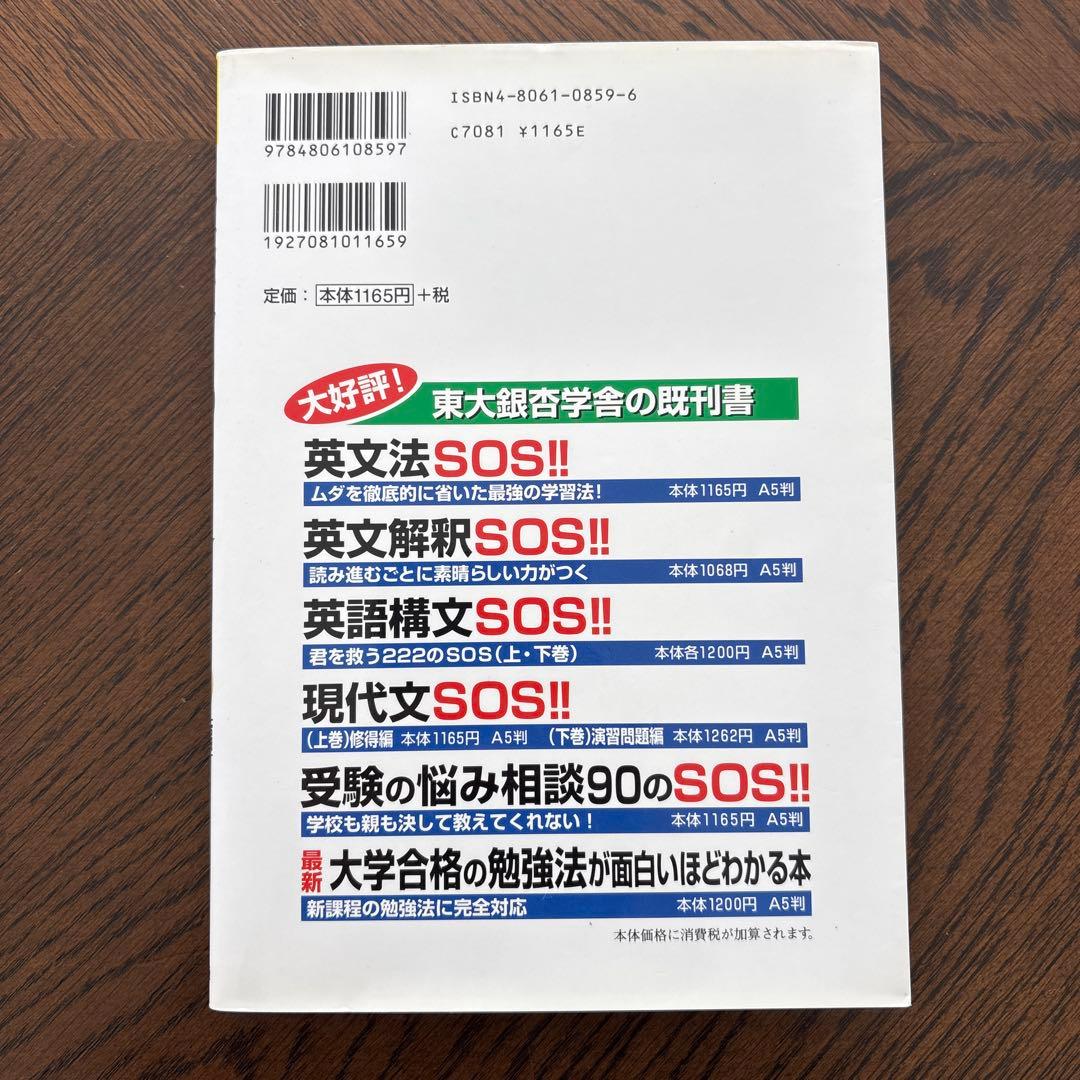 ISBN4-8061-0859-6
C7081 ¥1165E
9784806108597
1927081011659
定価：本体1165円＋税
大好評！
東大銀杏学舎の既刊書
英文法SOS!!
ムダを徹底的に省いた最強の学習法！ 本体1165円 A5判
英文解釈SOS!!
読み進むごとに素晴らしい力がつく 本体1068円 A5判
英語構文SOS!!
君を救う222のSOS（上・下巻） 本体各1200円 A5判
現代文SOS!!
（上巻）修得編 本体1165円 A5判 （下巻）演習問題編 本体1262円 A5判
受験の悩み相談90のSOS!!
学校も親も決して教えてくれない！ 本体1165円 A5判
最新 大学合格の勉強法が面白いほどわかる本
新課程の勉強法に完全対応 本体1200円 A5判
本体価格に消費税が加算されます。